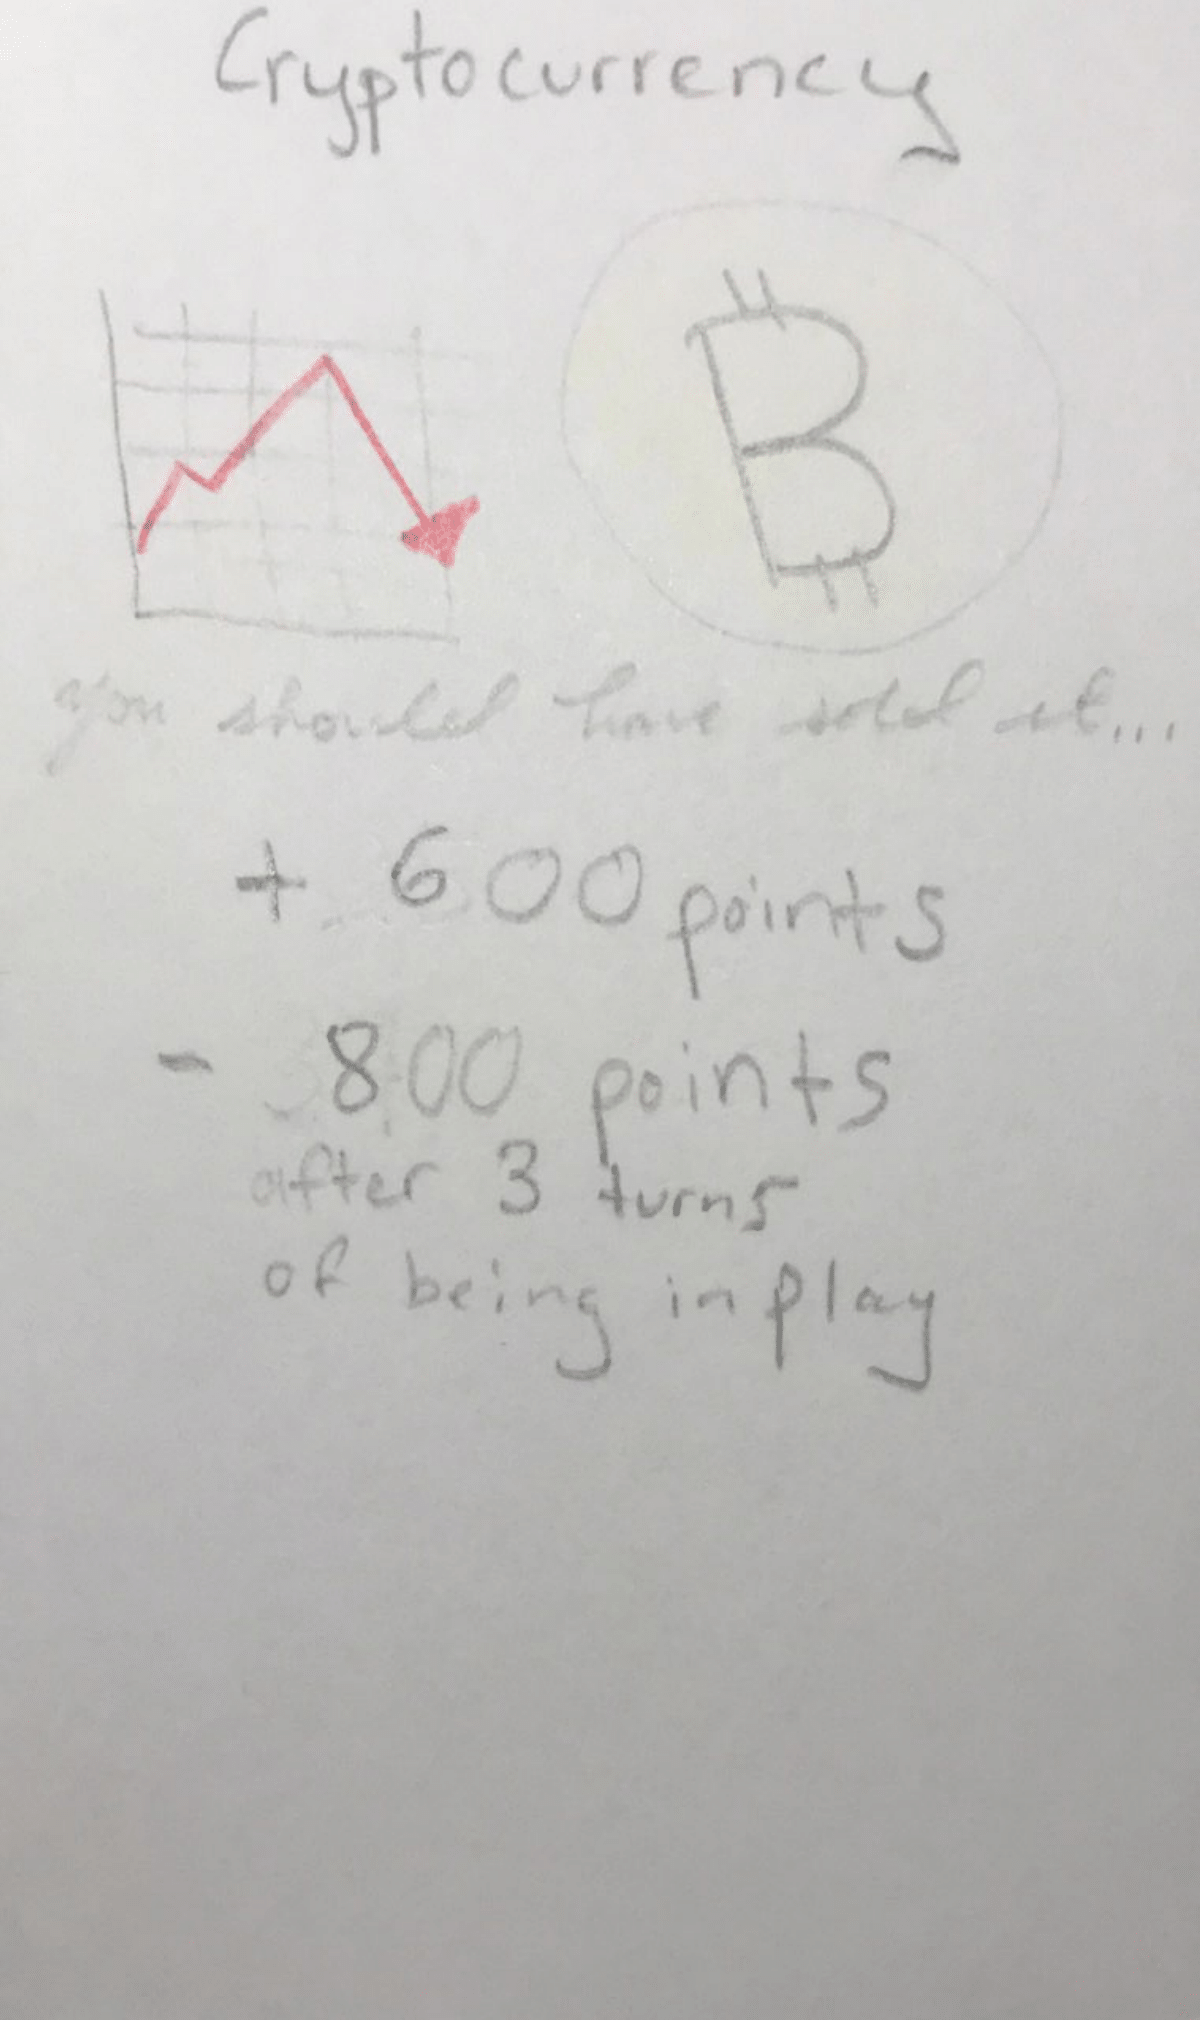 Cryptocurrency
B
you should have sold it...
+ 600 points
- 800 points
after 3 turns
of being in play